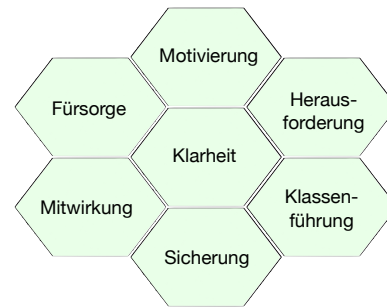 Motivierung
Fürsorge
Heraus-
forderung
Klarheit
Mitwirkung
Klassen-
führung
Sicherung